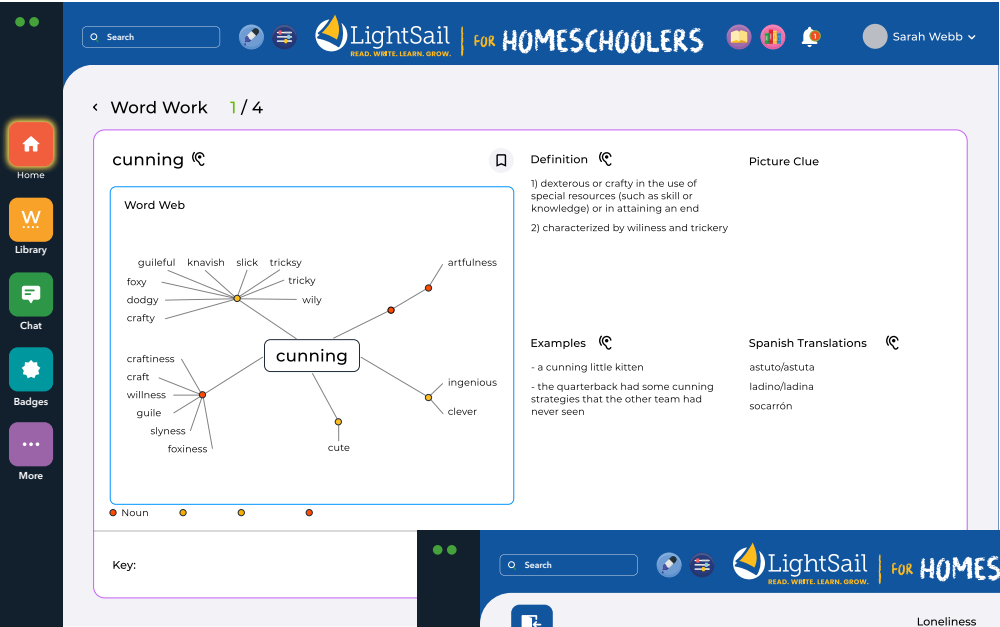 Search
LightSail
READ. WRITE. LEARN. GROW.
FOR HOMESCHOOLERS
1
Sarah Webb
Home
W
Library
Chat
Badges
More
Word Work 1 / 4
cunning
Word Web
guileful knavish slick tricksy
foxy
tricky
dodgy
wily
crafty
artfulness
cunning
craftiness
craft
willness
guile
slyness
foxiness
ingenious
clever
cute
Noun
Key:
Definition
1) dexterous or crafty in the use of
special resources (such as skill or
knowledge) or in attaining an end
2) characterized by wiliness and trickery
Picture Clue
Examples
- a cunning little kitten
- the quarterback had some cunning
strategies that the other team had
never seen
Spanish Translations
astuto/astuta
ladino/ladina
socarrón
Search
LightSail
READ. WRITE. LEARN. GROW.
FOR HOMES
Loneliness